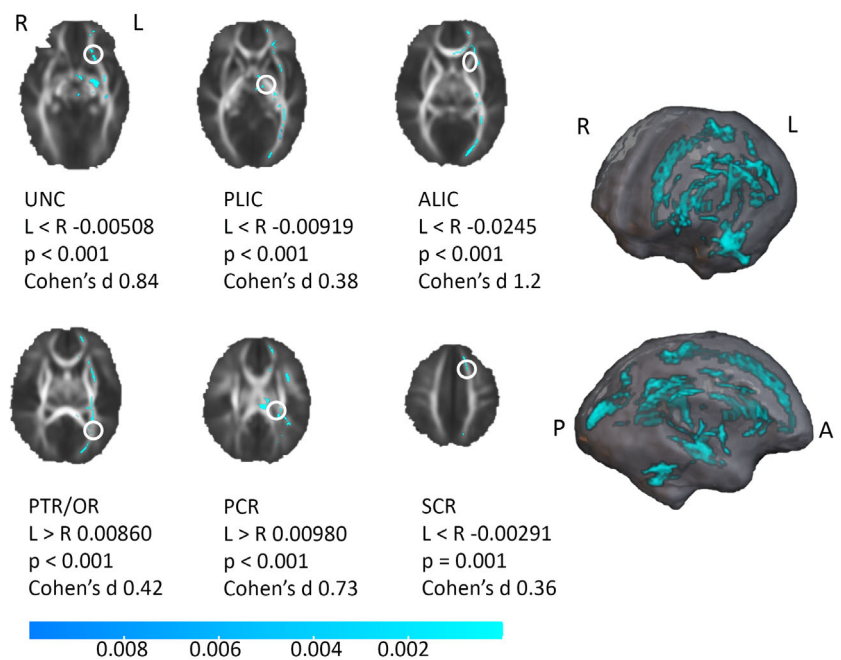 R
L
UNC
L < R -0.00508
p < 0.001
Cohen's d 0.84
PLIC
L < R -0.00919
p < 0.001
Cohen's d 0.38
ALIC
L < R -0.0245
p < 0.001
Cohen's d 1.2
R
L
PTR/OR
L > R 0.00860
p < 0.001
Cohen's d 0.42
PCR
L > R 0.00980
p < 0.001
Cohen's d 0.73
SCR
L < R -0.00291
p = 0.001
Cohen's d 0.36
P
A
0.008 0.006 0.004 0.002